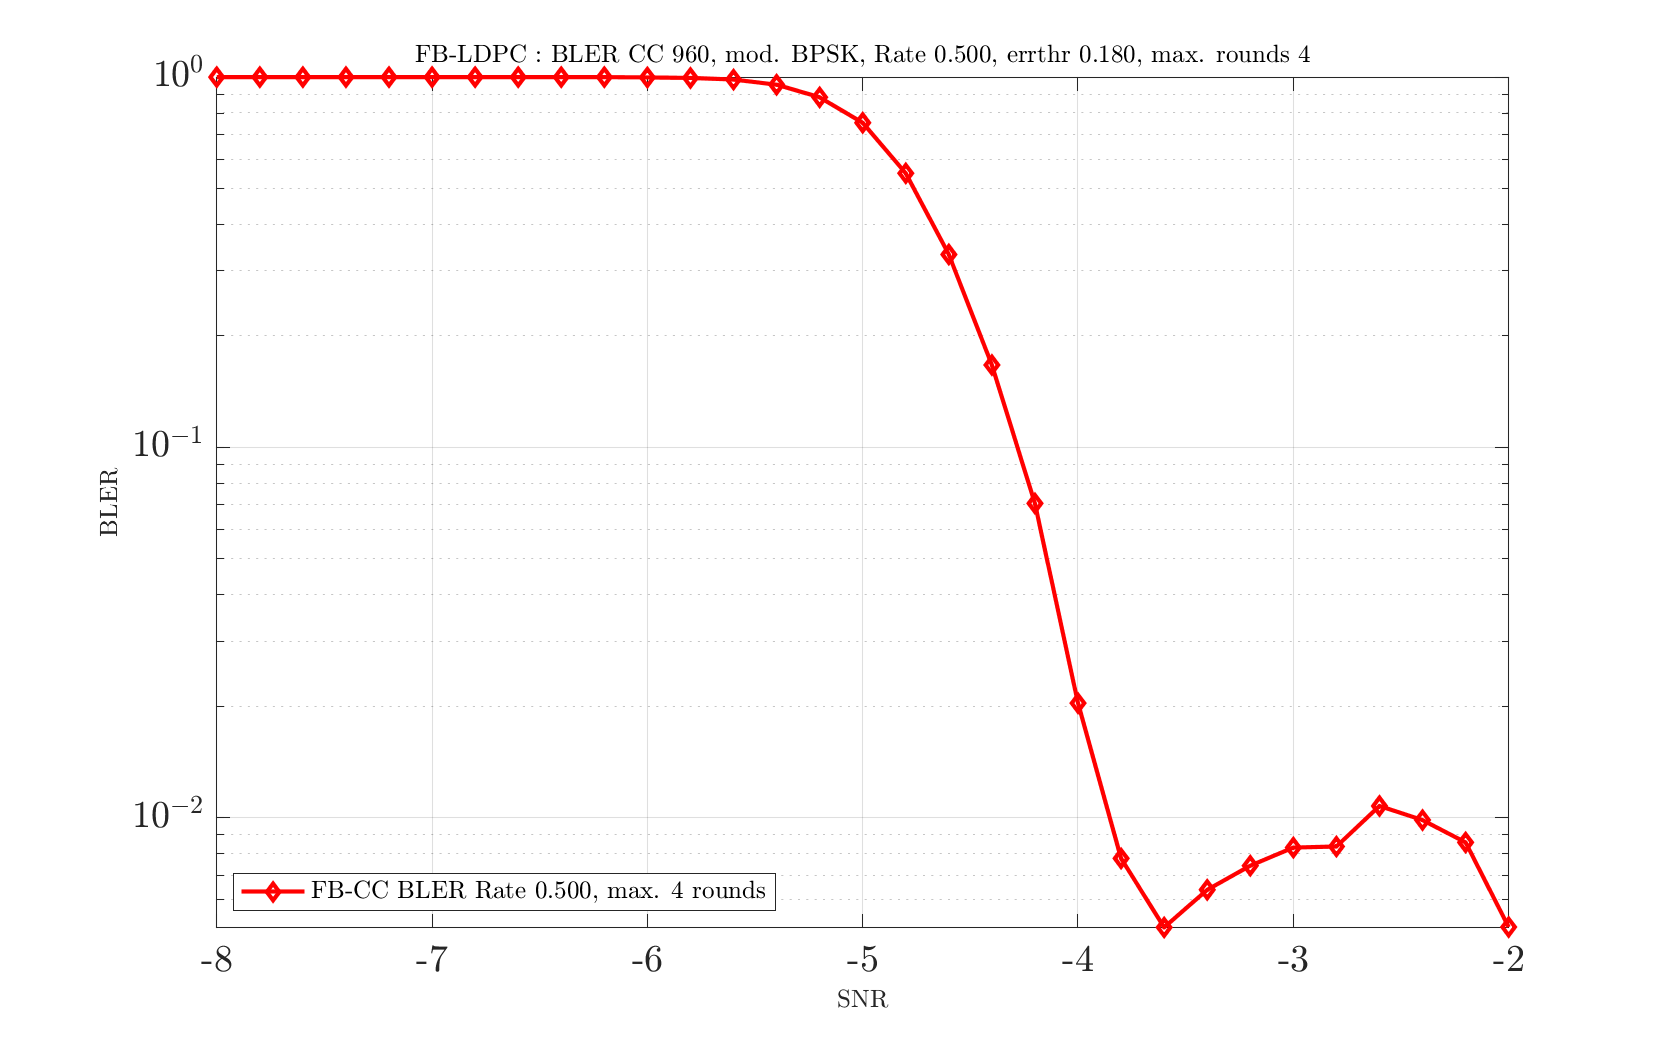 FB-LDPC : BLER CC 960, mod. BPSK, Rate 0.500, errthr 0.180, max. rounds 4
10^0
10^−1
10^−2
BLER
FB-CC BLER Rate 0.500, max. 4 rounds
-8 -7 -6 -5 -4 -3 -2
SNR